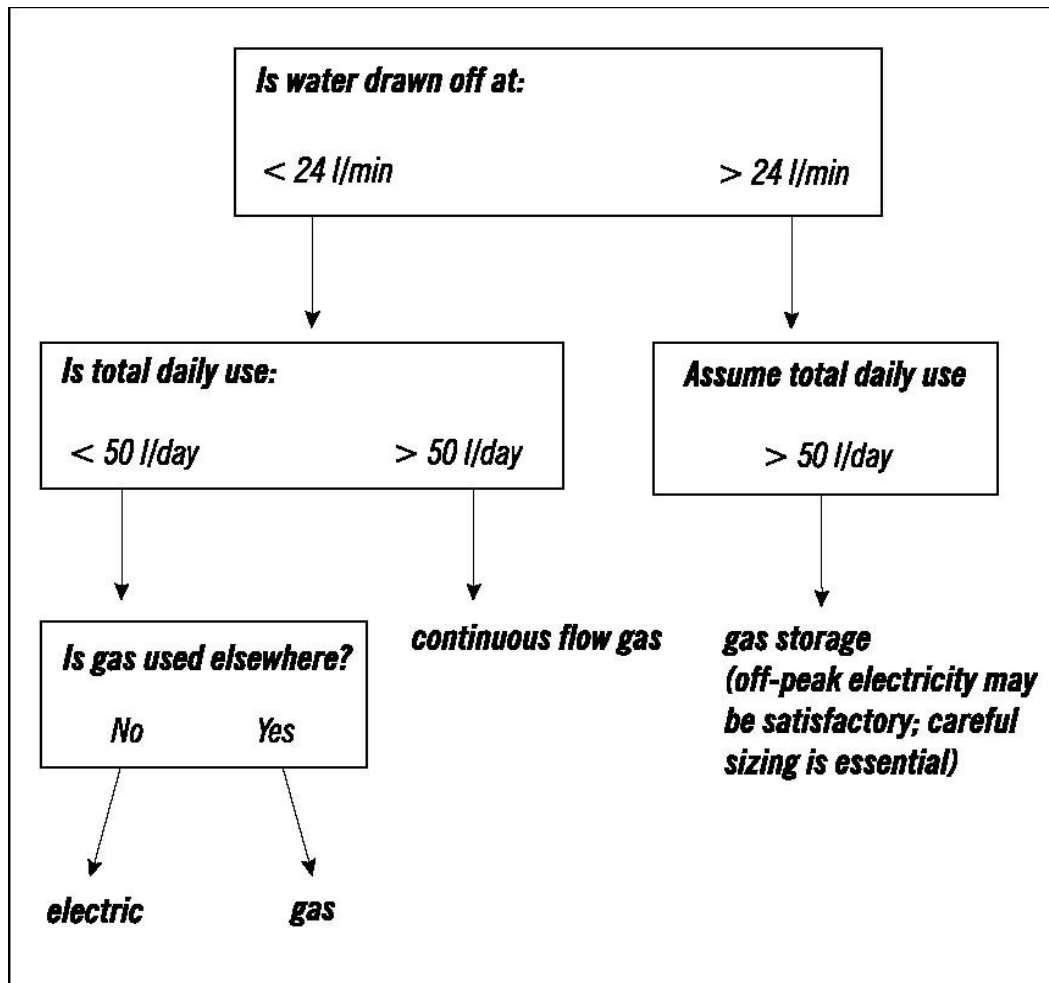 Is water drawn off at:
< 24 l/min > 24 l/min
Is total daily use:
< 50 l/day > 50 l/day
Assume total daily use
> 50 l/day
Is gas used elsewhere?
No Yes
continuous flow gas
gas storage
(off-peak electricity may
be satisfactory; careful
sizing is essential)
electric
gas